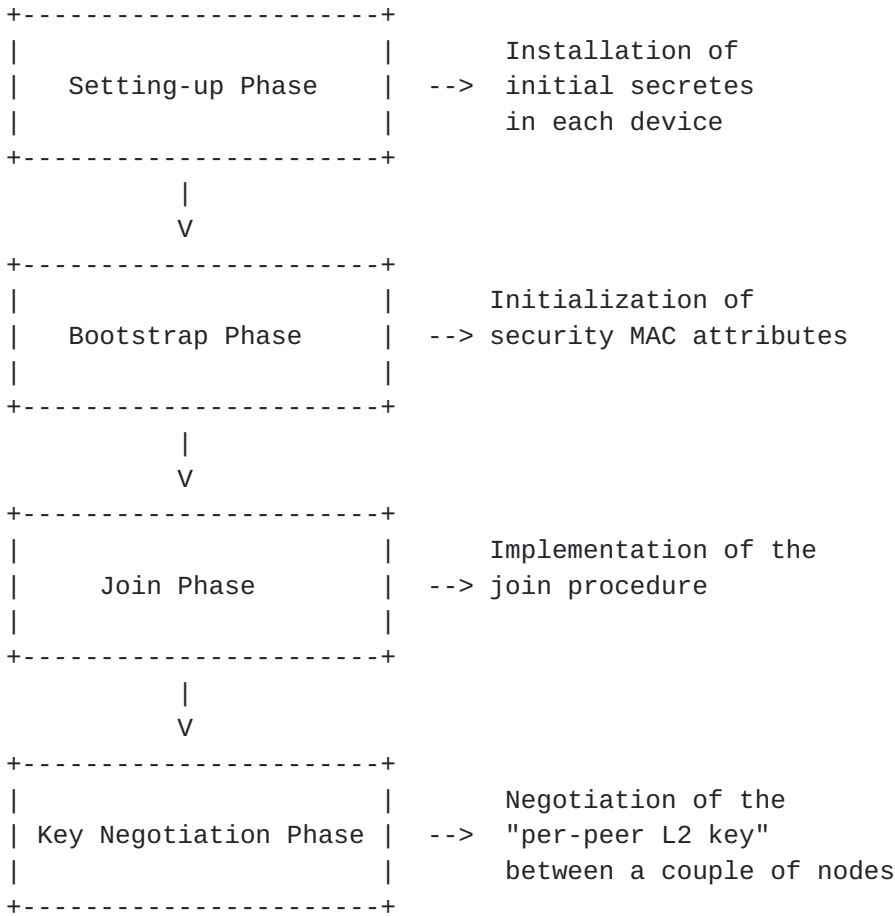 Installation of
Setting-up Phase --> initial secretes
in each device
V
Initialization of
Bootstrap Phase --> security MAC attributes
V
Implementation of the
Join Phase --> join procedure
V
Negotiation of the
Key Negotiation Phase --> "per-peer L2 key"
between a couple of nodes